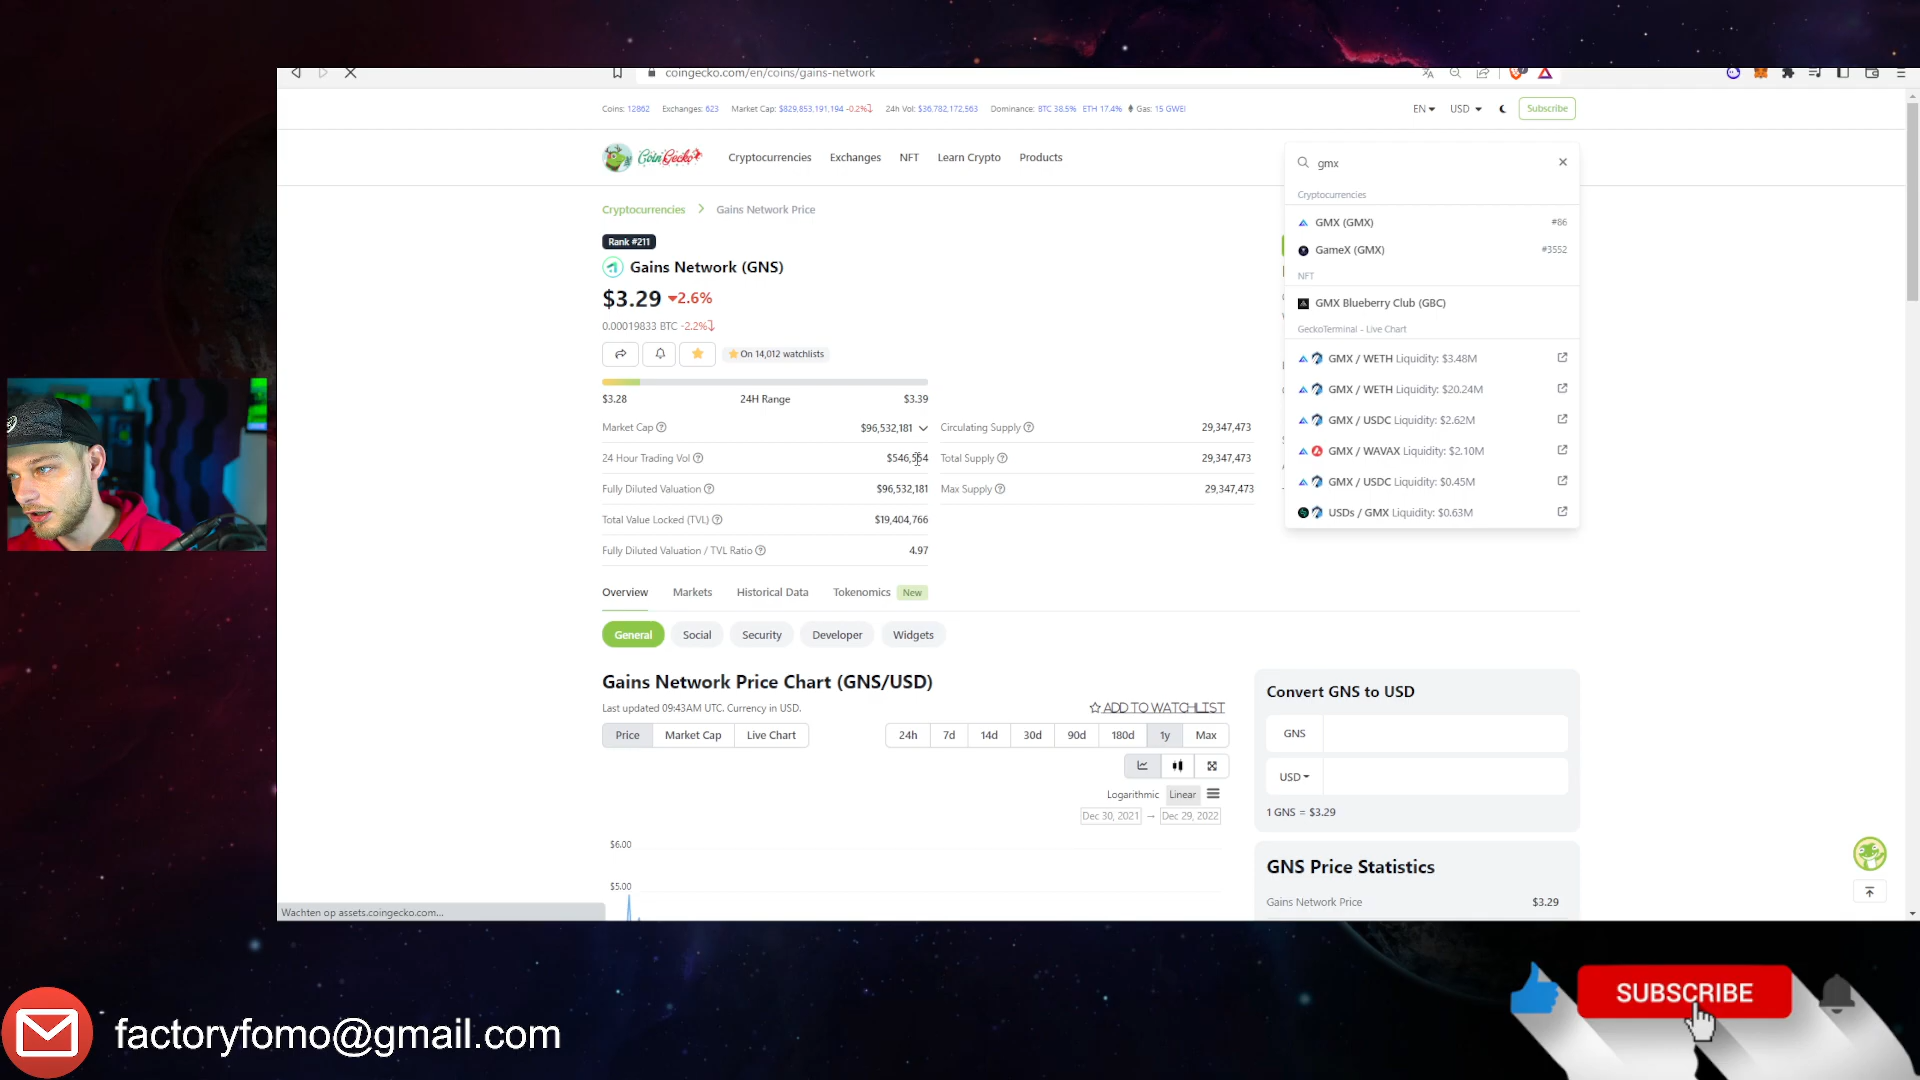 coingecko.com/en/coins/gains-network
Coins: 12862 Exchanges: 623 Market Cap: $829,853,191,194 -0.2% 24h Vol: $36,782,172,563 Dominance: BTC 38.5% ETH 17.4% Gas: 15 GWEI
EN USD Subscribe
CoinGecko Cryptocurrencies Exchanges NFT Learn Crypto Products
gmx
Cryptocurrencies
GMX (GMX) #86
GameX (GMX) #3552
NFT
GMX Blueberry Club (GBC)
GeckoTerminal - Live Chart
GMX / WETH Liquidity: $3.48M
GMX / WETH Liquidity: $20.24M
GMX / USDC Liquidity: $2.62M
GMX / WAVAX Liquidity: $2.10M
GMX / USDC Liquidity: $0.45M
USDs / GMX Liquidity: $0.63M
Cryptocurrencies > Gains Network Price
Rank #211
Gains Network (GNS)
$3.29 2.6%
0.00019833 BTC -2.2%
On 14,012 watchlists
$3.28 24H Range $3.39
Market Cap $96,532,181 Circulating Supply 29,347,473
24 Hour Trading Vol $546,554 Total Supply 29,347,473
Fully Diluted Valuation $96,532,181 Max Supply 29,347,473
Total Value Locked (TVL) $19,404,766
Fully Diluted Valuation / TVL Ratio 4.97
Overview Markets Historical Data Tokenomics New
General Social Security Developer Widgets
Gains Network Price Chart (GNS/USD)
Last updated 09:43AM UTC. Currency in USD.
ADD TO WATCHLIST
Price Market Cap Live Chart 24h 7d 14d 30d 90d 180d 1y Max
Logarithmic Linear
Dec 30, 2021 → Dec 29, 2022
$6.00
$5.00
Convert GNS to USD
GNS
USD
1 GNS = $3.29
GNS Price Statistics
Gains Network Price $3.29
Wachten op assets.coingecko.com...
factoryfomo@gmail.com
SUBSCRIBE